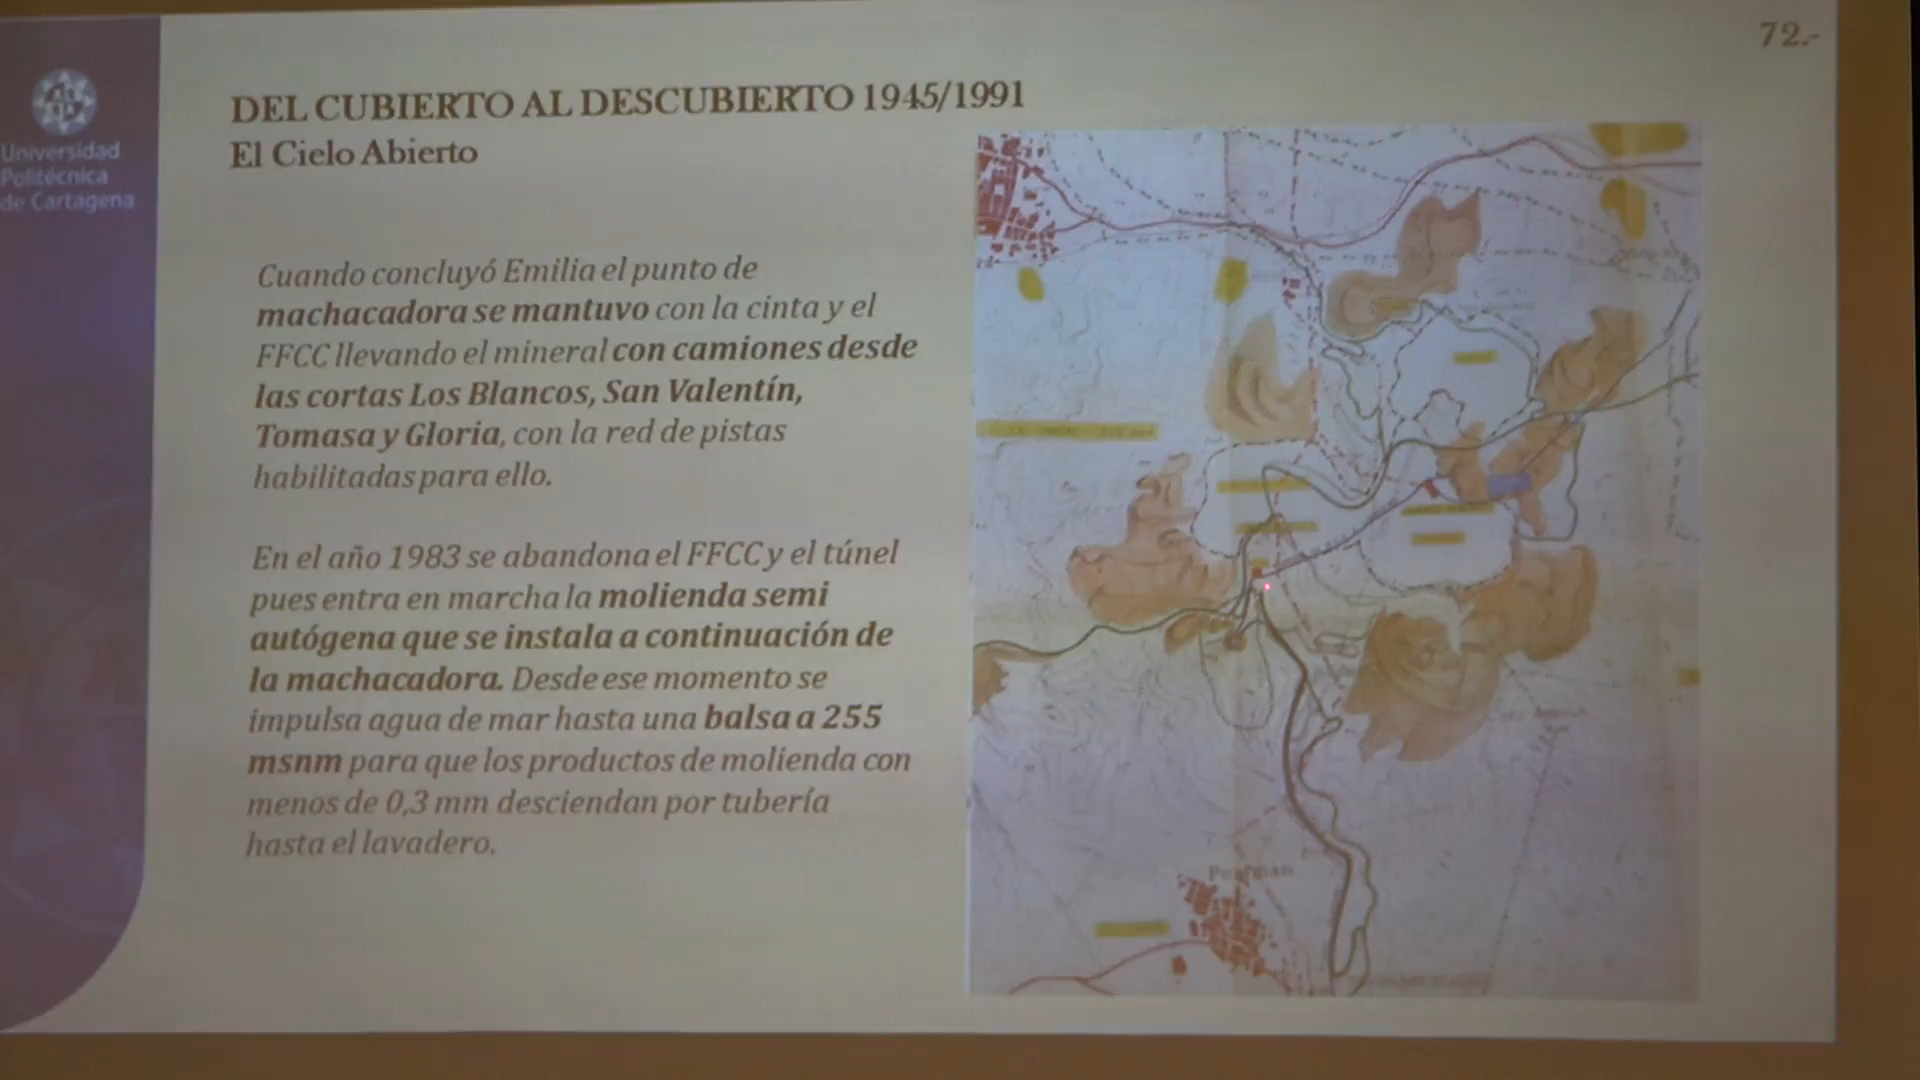 72.-
Universidad
Politécnica
de Cartagena
DEL CUBIERTO AL DESCUBIERTO 1945/1991
El Cielo Abierto
Cuando concluyó Emilia el punto de
machacadora se mantuvo con la cinta y el
FFCC llevando el mineral con camiones desde
las cortas Los Blancos, San Valentín,
Tomasa y Gloria, con la red de pistas
habilitadas para ello.
En el año 1983 se abandona el FFCC y el túnel
pues entra en marcha la molienda semi
autógena que se instala a continuación de
la machacadora. Desde ese momento se
impulsa agua de mar hasta una balsa a 255
msnm para que los productos de molienda con
menos de 0,3 mm desciendan por tubería
hasta el lavadero.